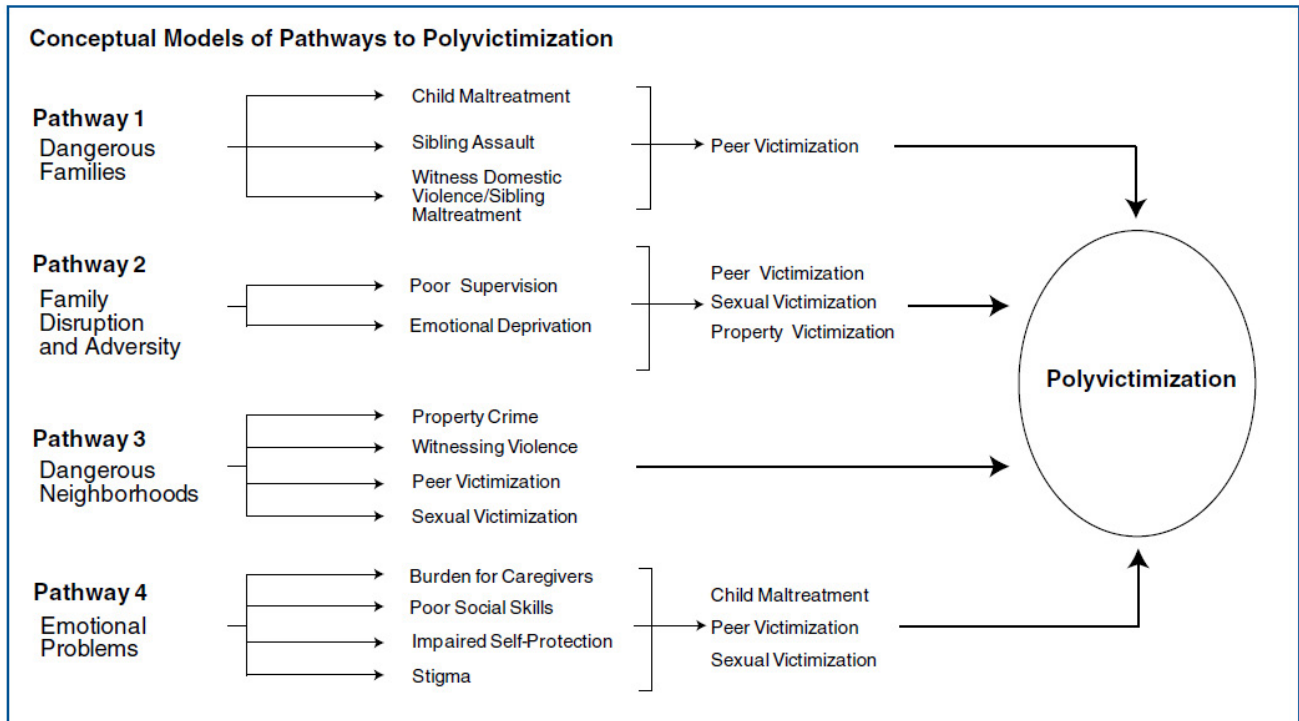 Conceptual Models of Pathways to Polyvictimization
Pathway 1
Dangerous
Families
Child Maltreatment
Sibling Assault
Witness Domestic
Violence/Sibling
Maltreatment
Peer Victimization
Pathway 2
Family
Disruption
and Adversity
Poor Supervision
Emotional Deprivation
Peer Victimization
Sexual Victimization
Property Victimization
Pathway 3
Dangerous
Neighborhoods
Property Crime
Witnessing Violence
Peer Victimization
Sexual Victimization
Pathway 4
Emotional
Problems
Burden for Caregivers
Poor Social Skills
Impaired Self-Protection
Stigma
Child Maltreatment
Peer Victimization
Sexual Victimization
Polyvictimization